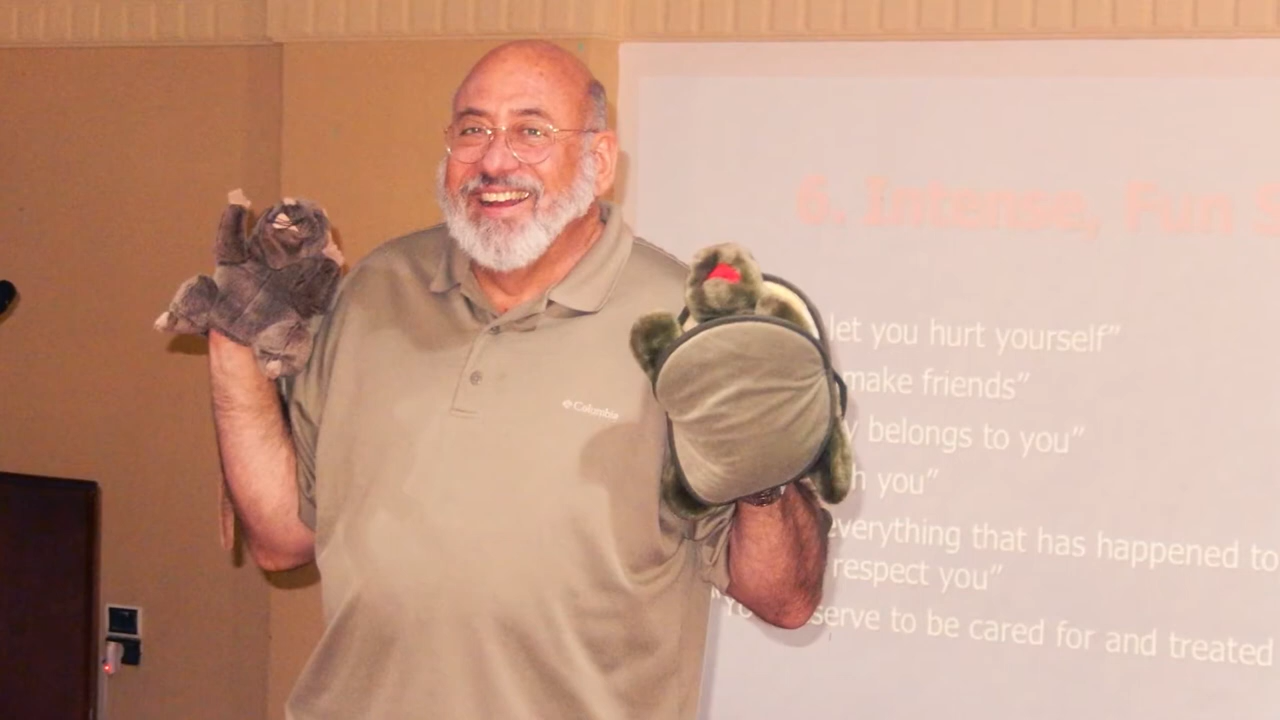 6. Intense, Fun S
Columbia
let you hurt yourself"
make friends"
y belongs to you"
h you"
everything that has happened to
respect you"
serve to be cared for and treated